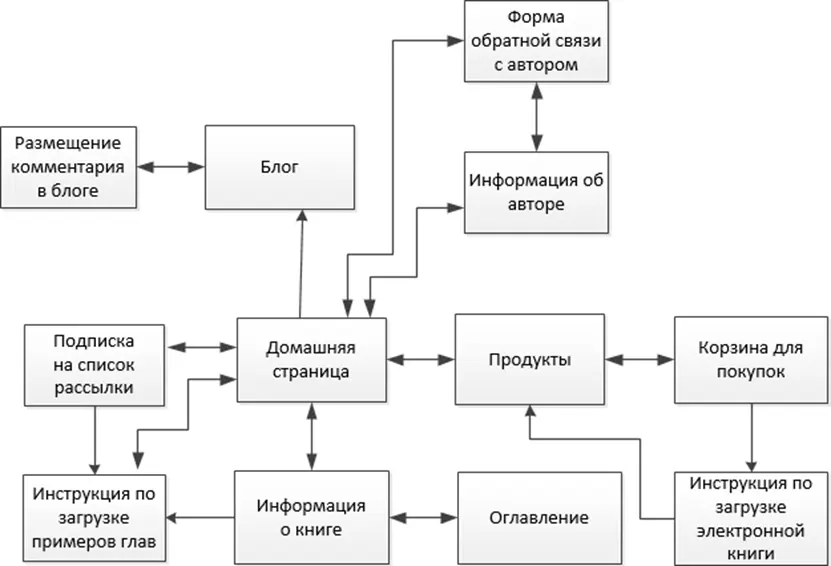 Форма
обратной связи
с автором
Размещение
комментария
в блоге
Блог
Информация об
авторе
Подписка
на список
рассылки
Домашняя
страница
Продукты
Корзина для
покупок
Инструкция по
загрузке
примеров глав
Информация
о книге
Оглавление
Инструкция по
загрузке
электронной
книги